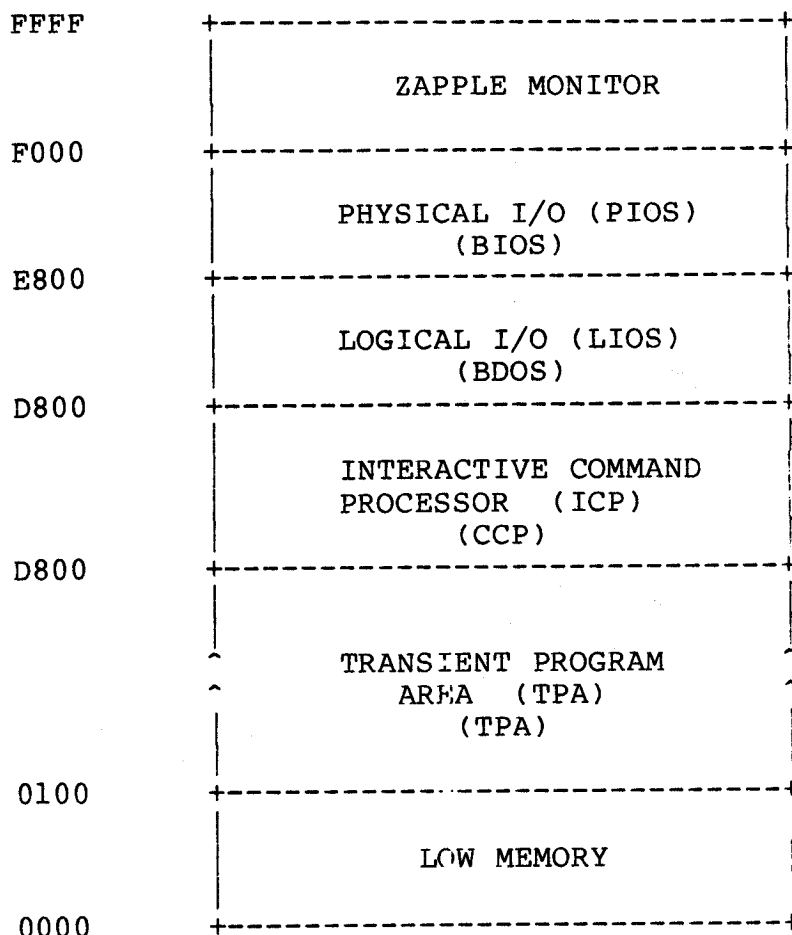 FFFF
ZAPPLE MONITOR
F000
PHYSICAL I/O (PIOS)
(BIOS)
E800
LOGICAL I/O (LIOS)
(BDOS)
D800
INTERACTIVE COMMAND
PROCESSOR (ICP)
(CCP)
D800
TRANSIENT PROGRAM
AREA (TPA)
(TPA)
0100
LOW MEMORY
0000